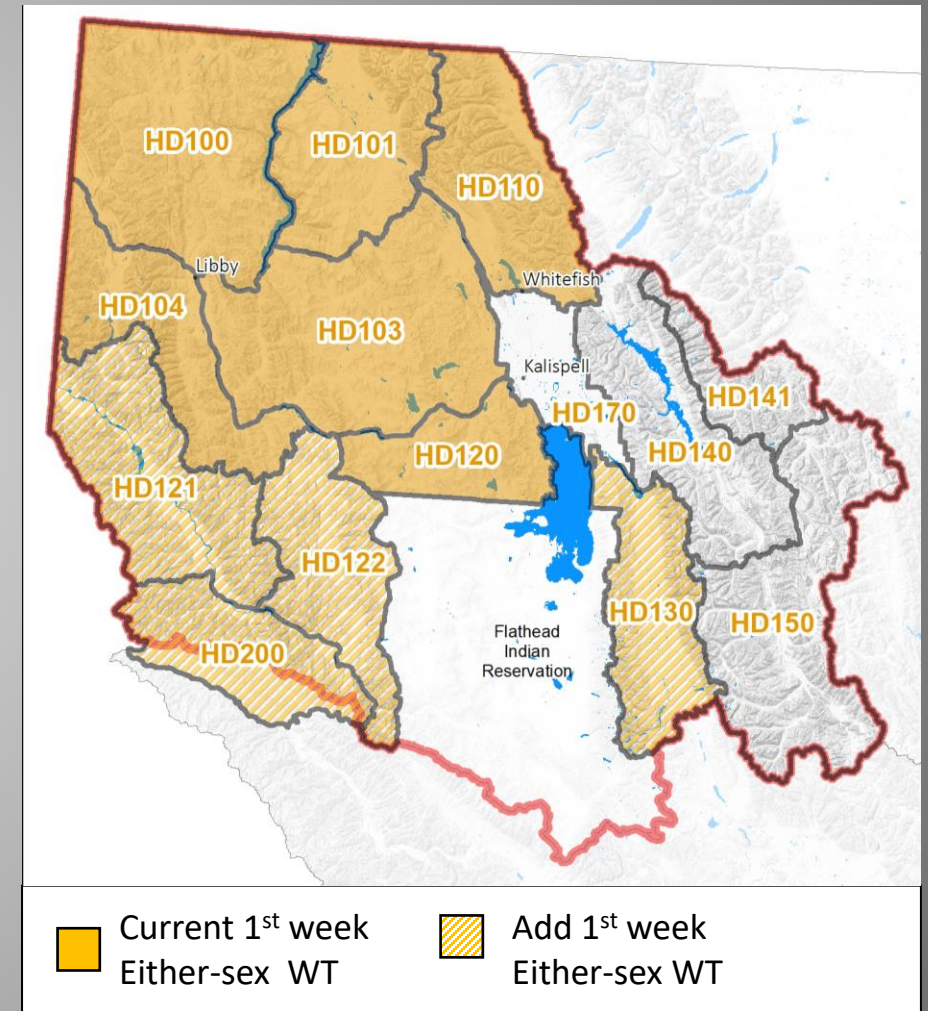 HD100
HD101
HD110
Libby
Whitefish
HD104
HD103
Kalispell
HD141
HD170
HD120
HD140
HD121
HD122
HD130
HD150
Flathead
Indian
Reservation
HD200
Current 1st week
Either-sex WT
Add 1st week
Either-sex WT